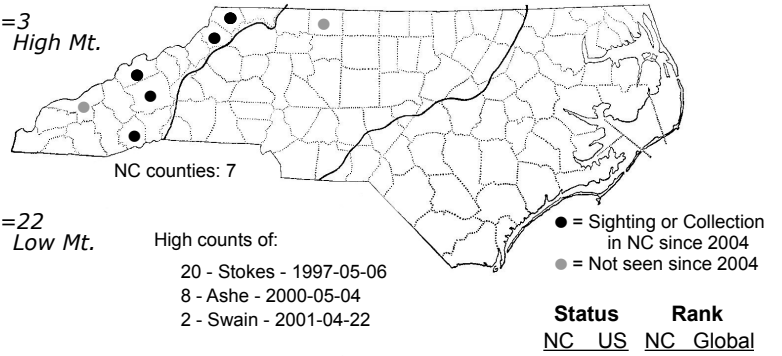 =3
High Mt.
NC counties: 7
=22
Low Mt.
High counts of:
20 - Stokes - 1997-05-06
8 - Ashe - 2000-05-04
2 - Swain - 2001-04-22
= Sighting or Collection
in NC since 2004
= Not seen since 2004
Status Rank
NC US NC Global